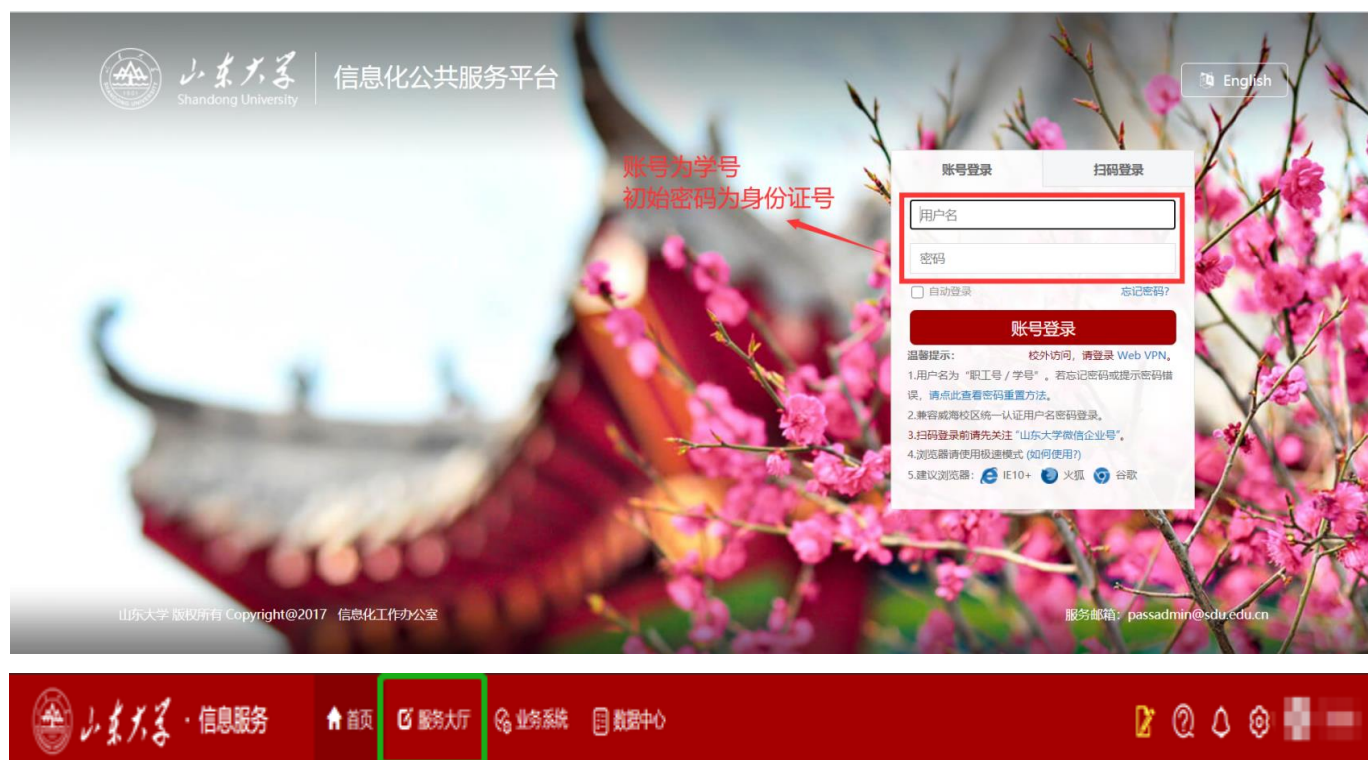 山东大学
Shandong University
信息化公共服务平台
English
账号为学号
初始密码为身份证号
账号登录
扫码登录
用户名
密码
自动登录
忘记密码?
账号登录
温馨提示: 校外访问, 请登录 Web VPN。
1.用户名为 “职工号 / 学号” 。若忘记密码或提示密码错
误, 请点此查看密码重置方法。
2.兼容威海校区统一认证用户名密码登录。
3.扫码登录前请先关注 “山东大学微信企业号”。
4.浏览器请使用极速模式 (如何使用?)
5.建议浏览器: IE10+ 火狐 谷歌
山东大学 版权所有 Copyright@2017 信息化工作办公室
服务邮箱: passadmin@sdu.edu.cn
山东大学 · 信息服务
首页
服务大厅
业务系统
数据中心